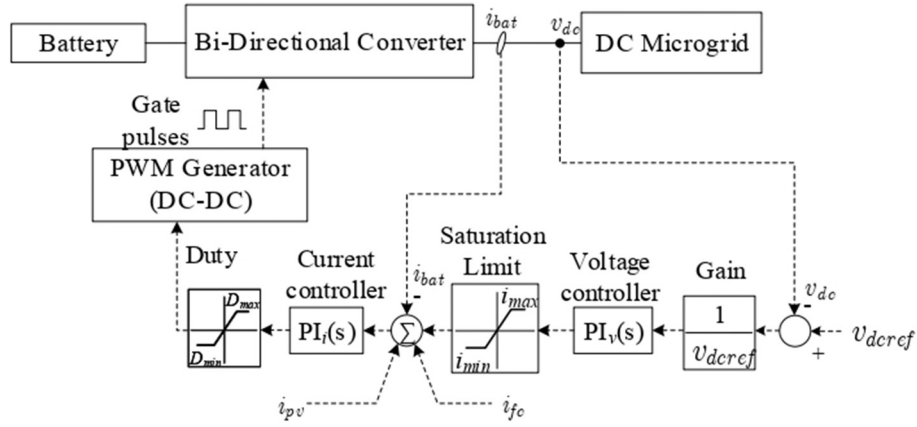 Battery
Bi-Directional Converter
i_bat
v_dc
DC Microgrid
Gate
pulses
PWM Generator
(DC-DC)
Duty
D_max
D_min
Current
controller
PI_i(s)
i_bat
-
Σ
i_pv
i_fc
Saturation
Limit
i_max
i_min
Voltage
controller
PI_v(s)
Gain
1
v_dcref
v_dc
-
+
v_dcref